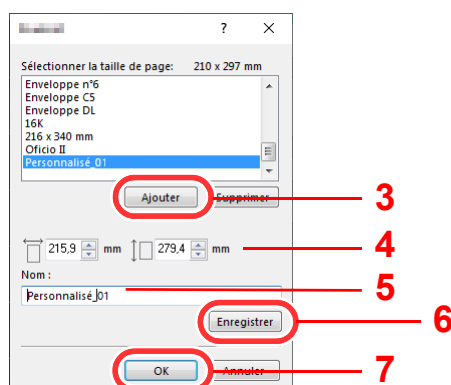 ?
Sélectionner la taille de page: 210 x 297 mm
Enveloppe n°6
Enveloppe C5
Enveloppe DL
16K
216 x 340 mm
Oficio II
Personnalisé_01
Ajouter Supprimer 3
215,9 mm 279,4 mm 4
Nom :
Personnalisé_01 5
Enregistrer 6
OK Annuler 7